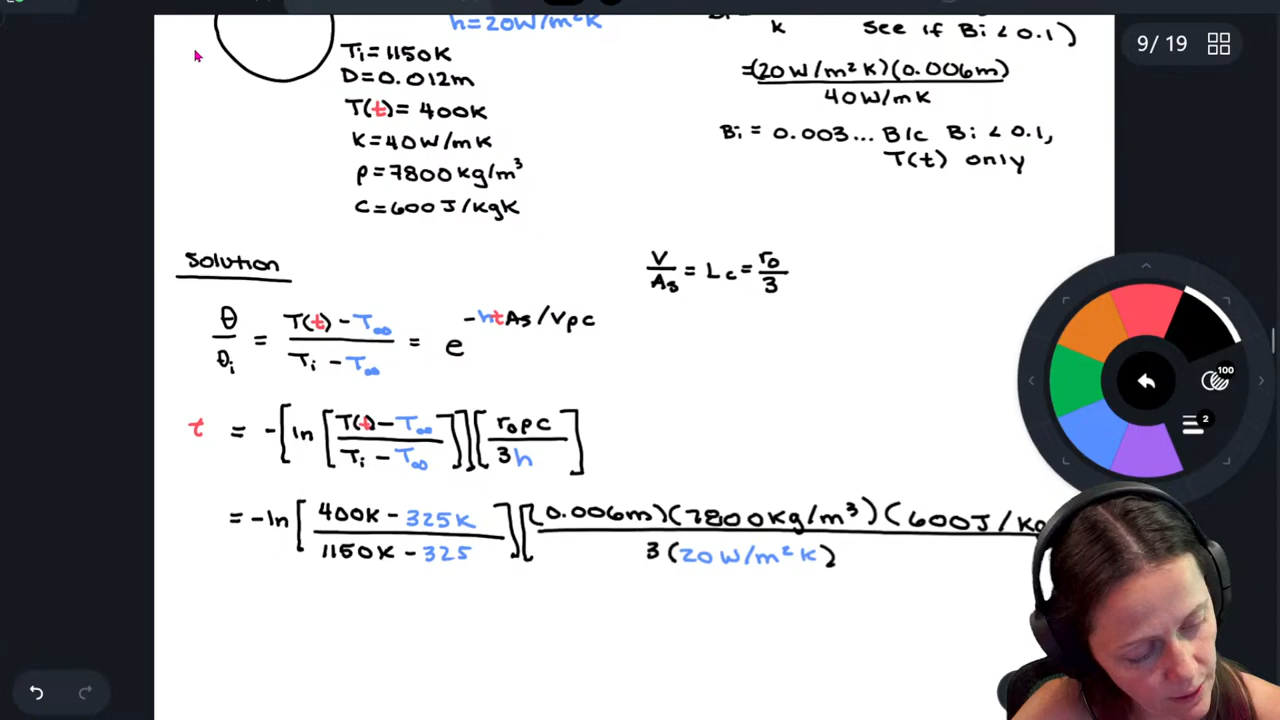 h=20W/m²K
Ti=1150K
D=0.012m
T(t)= 400K
K=40W/mK
ρ=7800kg/m³
C=600J/kgK
k
See if Bi < 0.1)
=(20W/m²K)(0.006m)
40W/mK
Bi = 0.003... B/c Bi < 0.1,
T(t) only
9 / 19
Solution
V/As = Lc = ro/3
θ/θi = T(t)-T∞/Ti-T∞ = e^-htAs/Vρc
t = -[ln[T(t)-T∞/Ti-T∞]][roρc/3h]
=-ln[400K-325K/1150K-325][(0.006m)(7800kg/m³)(600J/kg
3(20W/m²K)
100
2